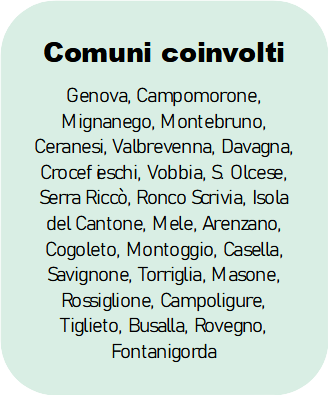 Comuni coinvolti
Genova, Campomorone,
Mignanego, Montebruno,
Ceranesi, Valbrevenna, Davagna,
Crocefieschi, Vobbia, S. Olcese,
Serra Riccò, Ronco Scrivia, Isola
del Cantone, Mele, Arenzano,
Cogoleto, Montoggio, Casella,
Savignone, Torriglia, Masone,
Rossiglione, Campoligure,
Tiglieto, Busalla, Rovegno,
Fontanigorda